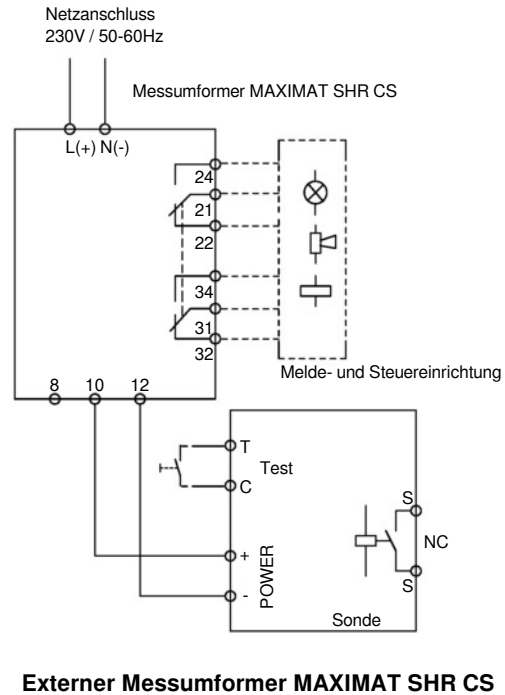 Netzanschluss
230V / 50-60Hz
Messumformer MAXIMAT SHR CS
L(+) N(-)
24
21
22
34
31
32
Melde- und Steuereinrichtung
8 10 12
T
Test
C
S
NC
S
+
POWER
-
Sonde
Externer Messumformer MAXIMAT SHR CS